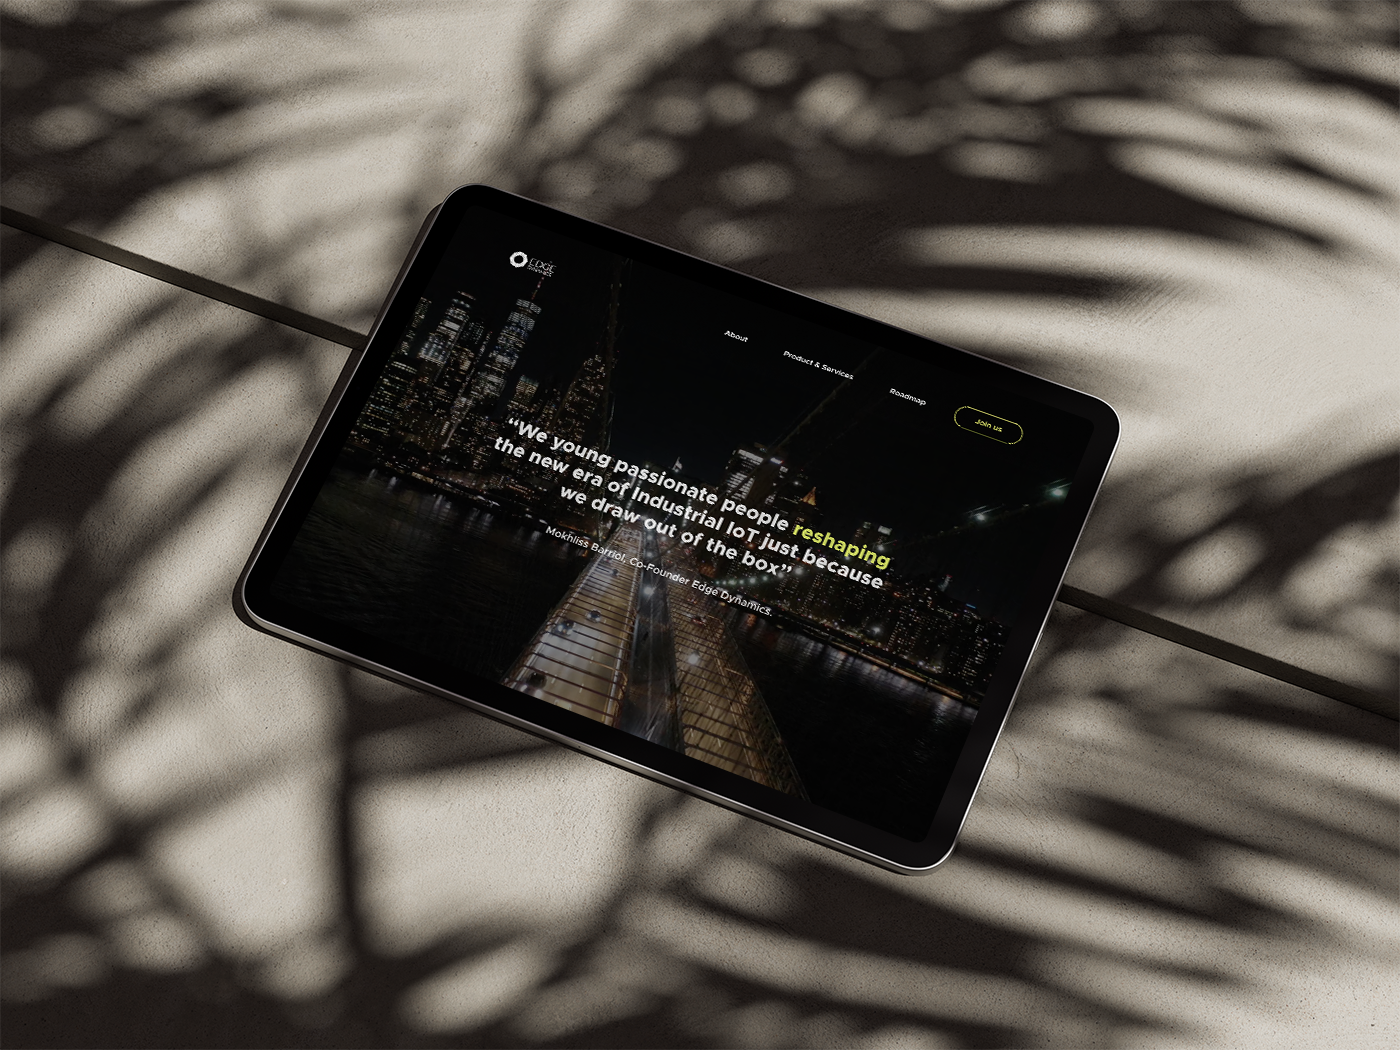 EDGE
About
Product & Services
Roadmap
Join us
“We young passionate people reshaping
the new era of Industrial IoT just because
we draw out of the box”
Mokhliss Barriol, Co-Founder Edge Dynamics.